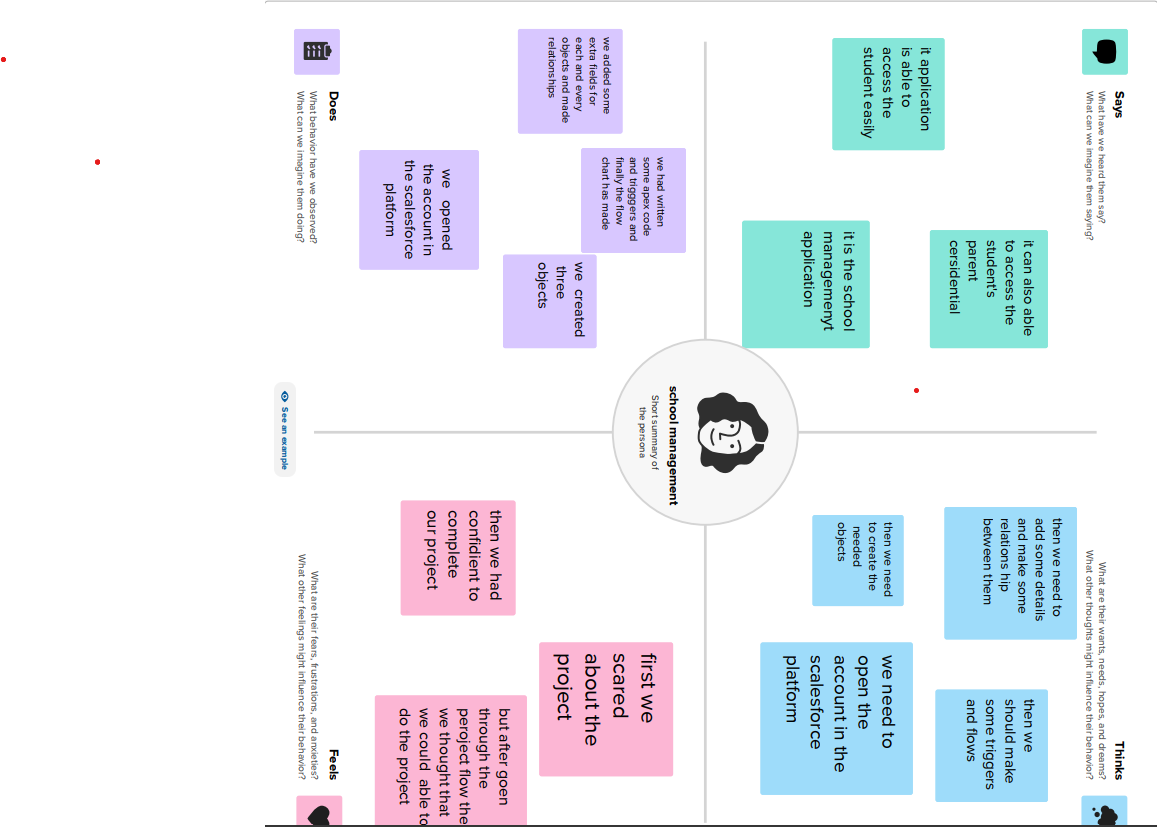 Says
What have we heard them say?
What can we imagine them saying?
it application
is able to
access the
student easily
it can also able
to access the
student's
parent
cersidential
it is the school
managemenyt
application
Thinks
What are their wants, needs, hopes, and dreams?
What other thoughts might influence their behavior?
then we need to
add some details
and make some
relations hip
between them
then we need
to create the
needed
objects
then we
should make
some triggers
and flows
we need to
open the
account in the
scalesforce
platform
school management
Short summary of
the persona
Does
What behavior have we observed?
What can we imagine them doing?
we added some
extra fields for
each and every
objects and made
relationships
we had written
some apex code
and trigggers and
finally the flow
chart has made
we opened
the account in
the scalesforce
platform
we created
three
objects
See an example
Feels
What are their fears, frustrations, and anxieties?
What other feelings might influence their behavior?
then we had
confidient to
complete
our project
first we
scared
about the
project
but after goen
through the
peroject flow the
we thought that
we could able to
do the project